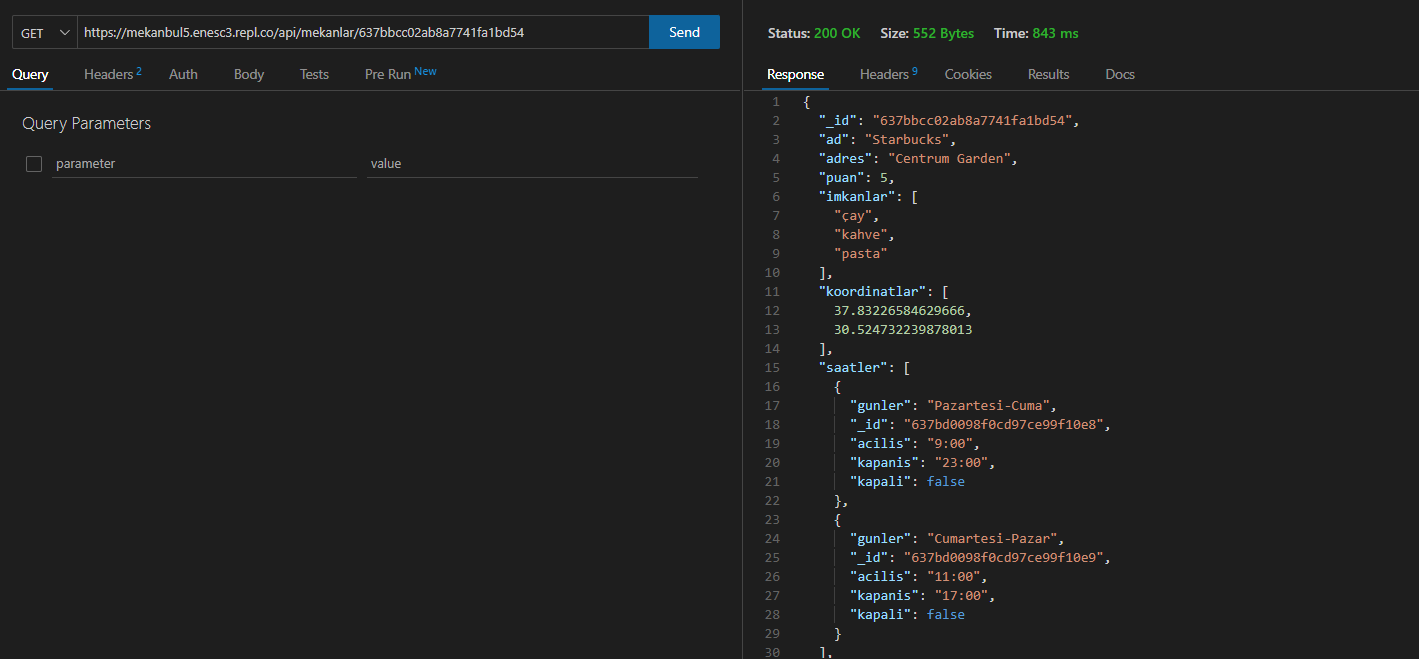 GET https://mekanbul5.enesc3.repl.co/api/mekanlar/637bbcc02ab8a7741fa1bd54 Send
Query Headers 2 Auth Body Tests Pre Run New
Query Parameters
parameter value
Status: 200 OK Size: 552 Bytes Time: 843 ms
Response Headers 9 Cookies Results Docs
1 {
2 "_id": "637bbcc02ab8a7741fa1bd54",
3 "ad": "Starbucks",
4 "adres": "Centrum Garden",
5 "puan": 5,
6 "imkanlar": [
7 "çay",
8 "kahve",
9 "pasta"
10 ],
11 "koordinatlar": [
12 37.83226584629666,
13 30.524732239878013
14 ],
15 "saatler": [
16 {
17 "gunler": "Pazartesi-Cuma",
18 "_id": "637bd0098f0cd97ce99f10e8",
19 "acilis": "9:00",
20 "kapanis": "23:00",
21 "kapali": false
22 },
23 {
24 "gunler": "Cumartesi-Pazar",
25 "_id": "637bd0098f0cd97ce99f10e9",
26 "acilis": "11:00",
27 "kapanis": "17:00",
28 "kapali": false
29 }
30 ],